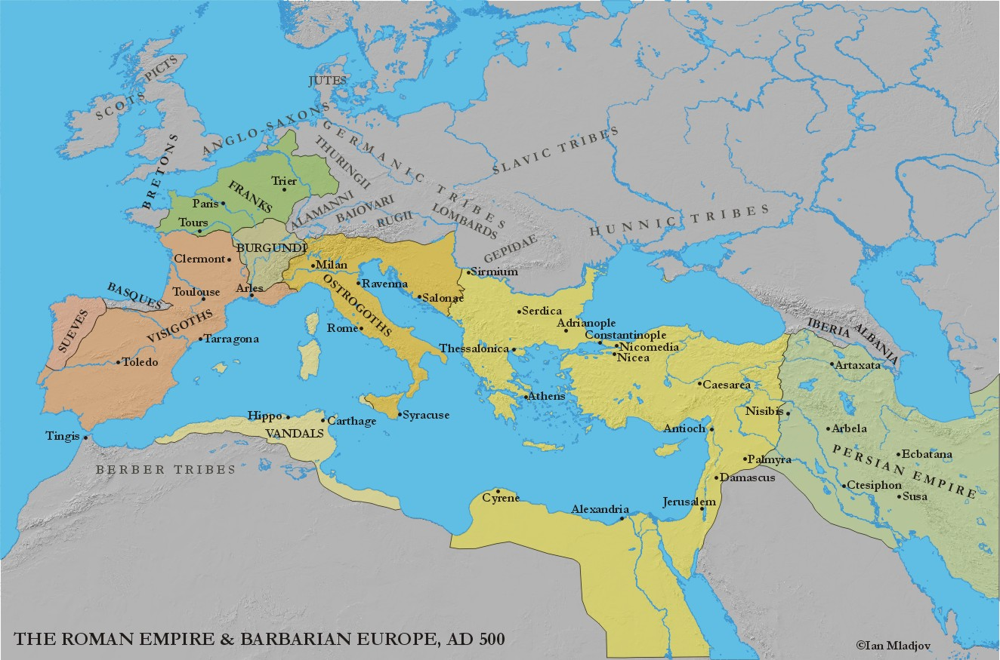 PICTS
SCOTS
JUTES
ANGLO-SAXONS
BRETONS
GERMANIC TRIBES
THURINGII
SLAVIC TRIBES
FRANKS
Trier
Paris
Tours
ALAMANNI
BAIOVARI
RUGII
LOMBARDS
GEPIDAE
HUNNIC TRIBES
BURGUNDI
Clermont
Milan
Sirmium
Ravenna
OSTROGOTHS
Salonae
Toulouse
Arles
BASQUES
SUEVES
VISIGOTHS
Tarragona
Toledo
Rome
Serdica
Adrianople
Constantinople
Nicomedia
Nicea
Thessalonica
IBERIA
ALBANIA
Artaxata
Caesarea
Athens
Syracuse
Hippo
Carthage
VANDALS
Tingis
BERBER TRIBES
Nisibis
Antioch
Arbela
Palmyra
Ecbatana
PERSIAN EMPIRE
Damascus
Ctesiphon
Susa
Cyrene
Alexandria
Jerusalem
THE ROMAN EMPIRE & BARBARIAN EUROPE, AD 500
©Ian Mladjov